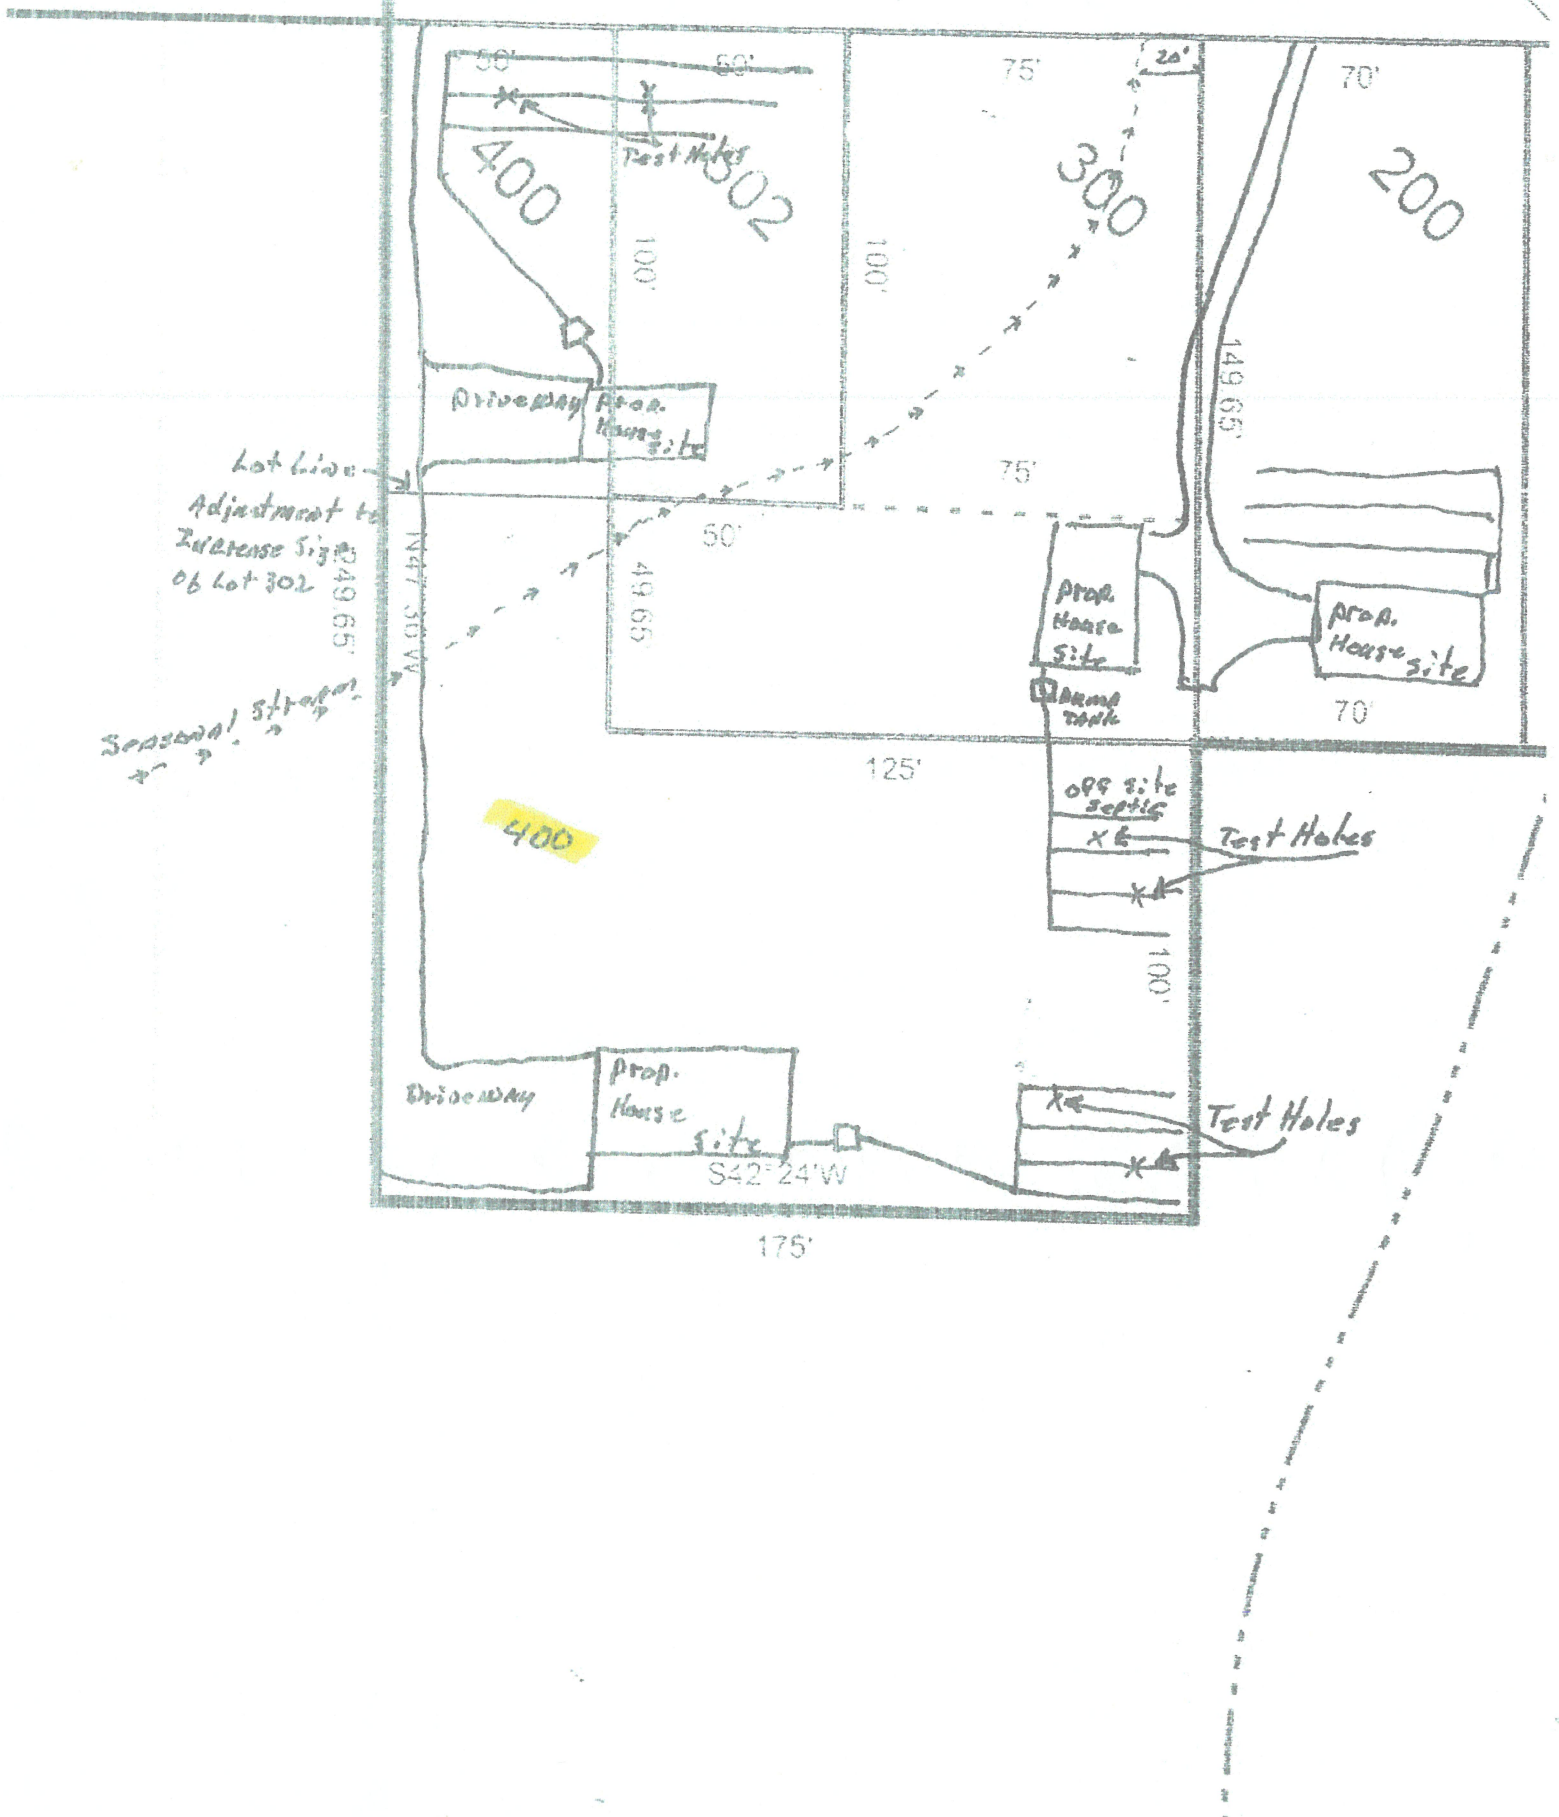 50'
50'
75'
20'
70'
Test Holes
400
302
300
200
100'
100'
149.65'
Driveway
Prop.
House
site
Lot Line
Adjustment to
Increase Size
Of Lot 302
75'
50'
N47°36'W
249.65'
49.65
Prop.
House
site
Prop.
House site
Pump
TANK
Seasonal Stream
70'
125'
Off site
septic
400
Test Holes
100'
Driveway
Prop.
House
site
Test Holes
S42°24'W
175'